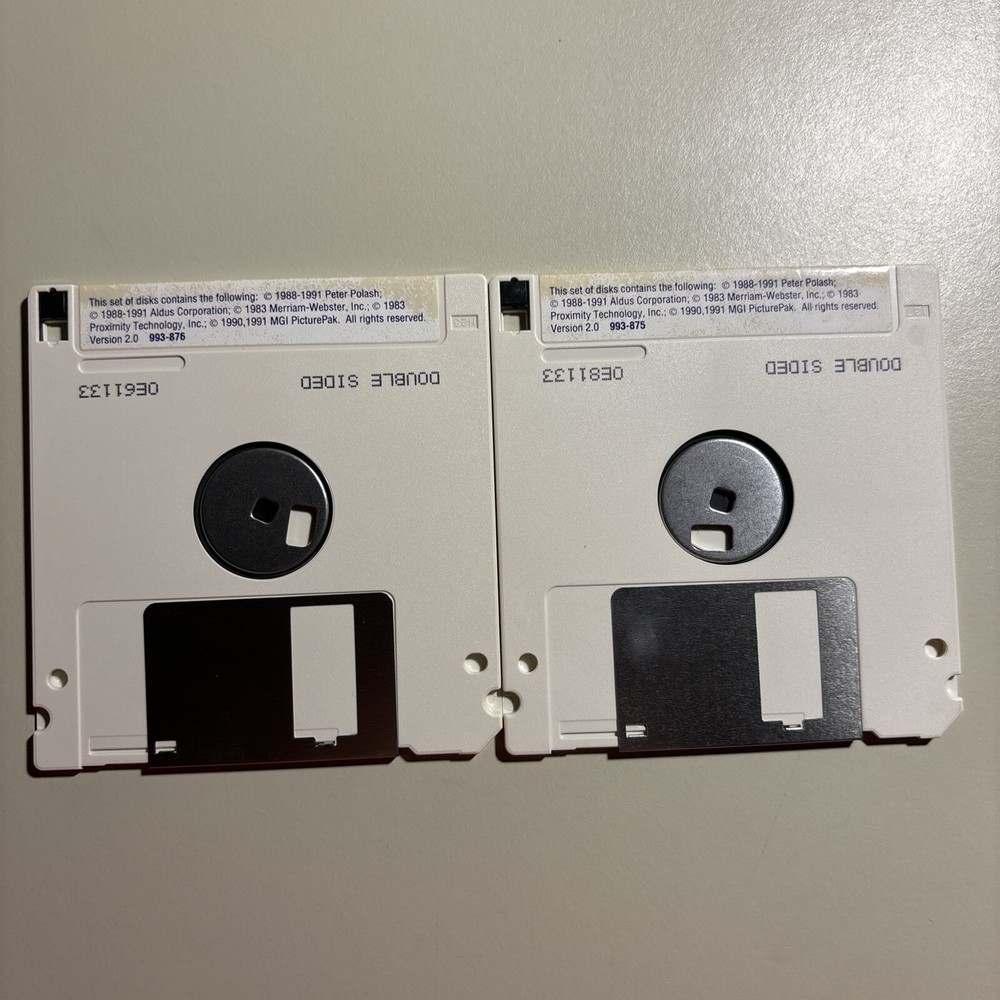 This set of disks contains the following: © 1988-1991 Peter Polash;
© 1988-1991 Aldus Corporation; © 1983 Merriam-Webster, Inc.; © 1983
Proximity Technology, Inc.; © 1990,1991 MGI PicturePak. All rights reserved.
Version 2.0 993-876
DOUBLE SIDED
0E61133
This set of disks contains the following: © 1988-1991 Peter Polash;
© 1988-1991 Aldus Corporation; © 1983 Merriam-Webster, Inc.; © 1983
Proximity Technology, Inc.; © 1990,1991 MGI PicturePak. All rights reserved.
Version 2.0 993-875
DOUBLE SIDED
0E81133